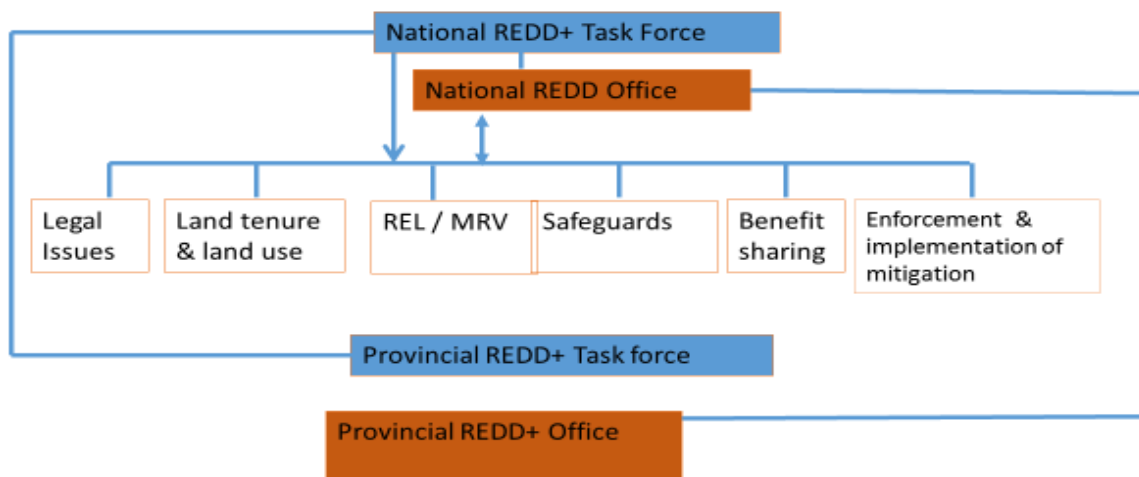 National REDD+ Task Force
National REDD Office
Legal
Issues
Land tenure
& land use
REL / MRV
Safeguards
Benefit
sharing
Enforcement &
implementation of
mitigation
Provincial REDD+ Task force
Provincial REDD+ Office